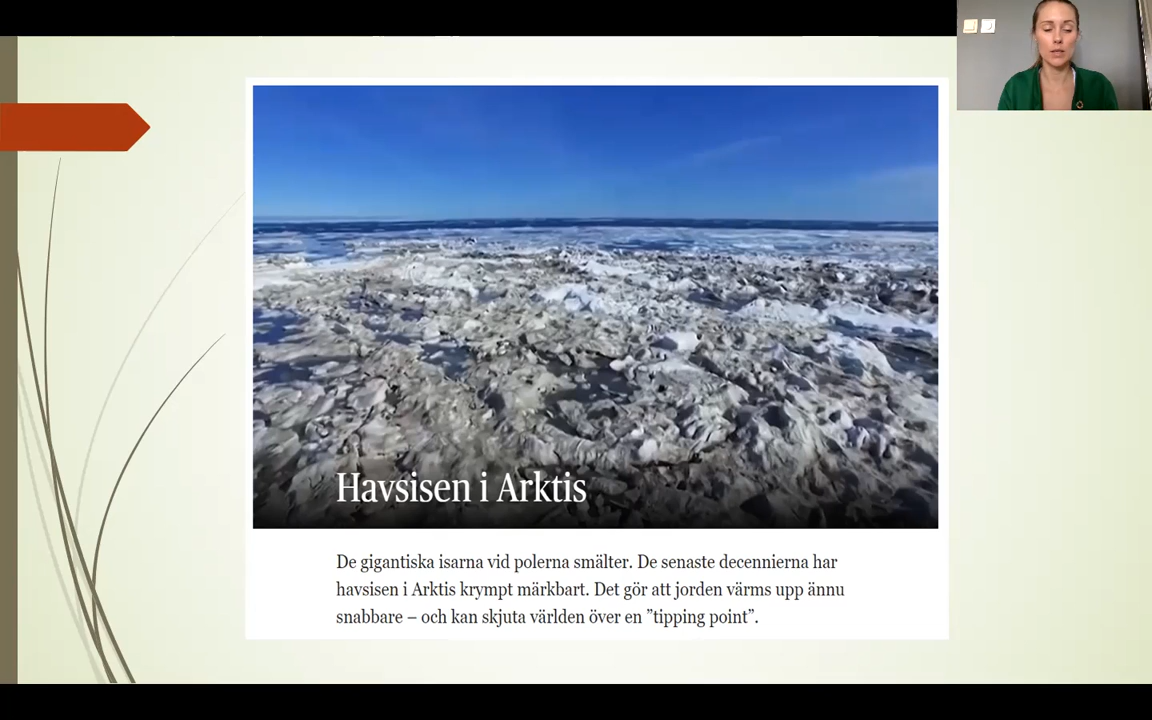 Havsisen i Arktis
De gigantiska isarna vid polerna smälter. De senaste decennierna har
havsisen i Arktis krympt märkbart. Det gör att jorden värms upp ännu
snabbare – och kan skjuta världen över en ”tipping point”.